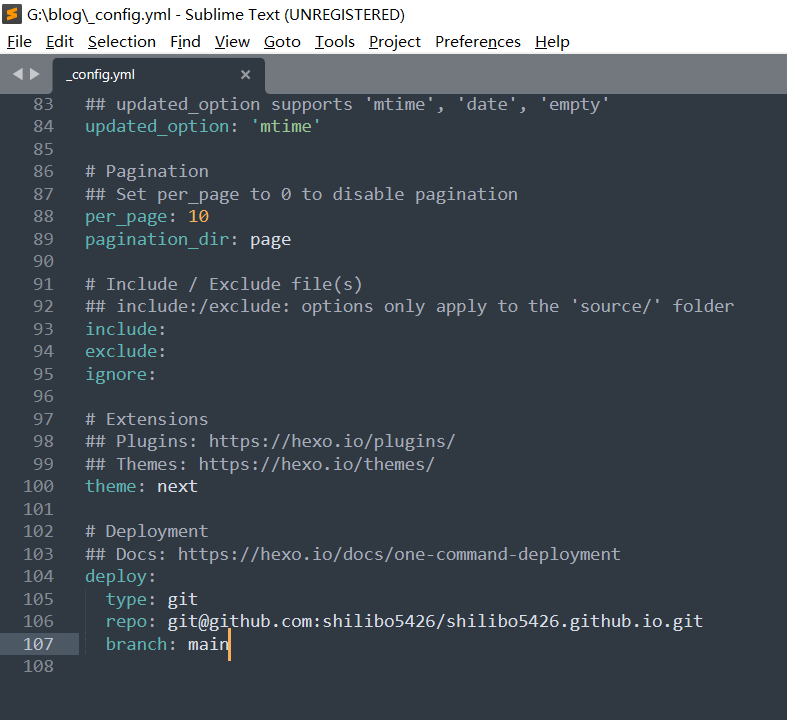 G:\blog\_config.yml - Sublime Text (UNREGISTERED)
File Edit Selection Find View Goto Tools Project Preferences Help
_config.yml ×
83 ## updated_option supports 'mtime', 'date', 'empty'
84 updated_option: 'mtime'
85
86 # Pagination
87 ## Set per_page to 0 to disable pagination
88 per_page: 10
89 pagination_dir: page
90
91 # Include / Exclude file(s)
92 ## include:/exclude: options only apply to the 'source/' folder
93 include:
94 exclude:
95 ignore:
96
97 # Extensions
98 ## Plugins: https://hexo.io/plugins/
99 ## Themes: https://hexo.io/themes/
100 theme: next
101
102 # Deployment
103 ## Docs: https://hexo.io/docs/one-command-deployment
104 deploy:
105   type: git
106   repo: git@github.com:shilibo5426/shilibo5426.github.io.git
107   branch: main
108